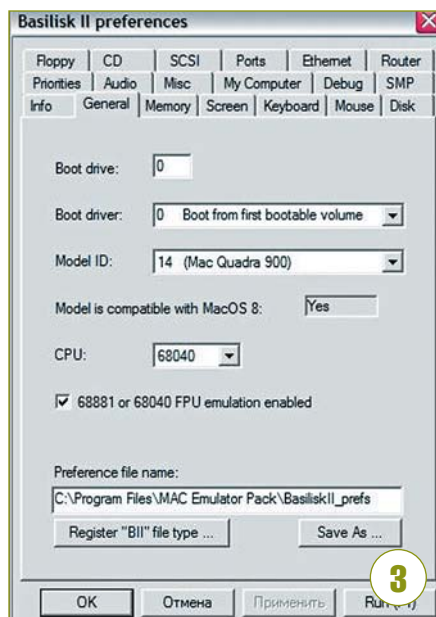 Basilisk II preferences
Floppy CD SCSI Ports Ethernet Router
Priorities Audio Misc My Computer Debug SMP
Info General Memory Screen Keyboard Mouse Disk
Boot drive: 0
Boot driver: 0 Boot from first bootable volume
Model ID: 14 (Mac Quadra 900)
Model is compatible with MacOS 8: Yes
CPU: 68040
68881 or 68040 FPU emulation enabled
Preference file name:
C:\Program Files\MAC Emulator Pack\BasiliskII_prefs
Register "BII" file type ... Save As ...
OK Отмена Применить
3